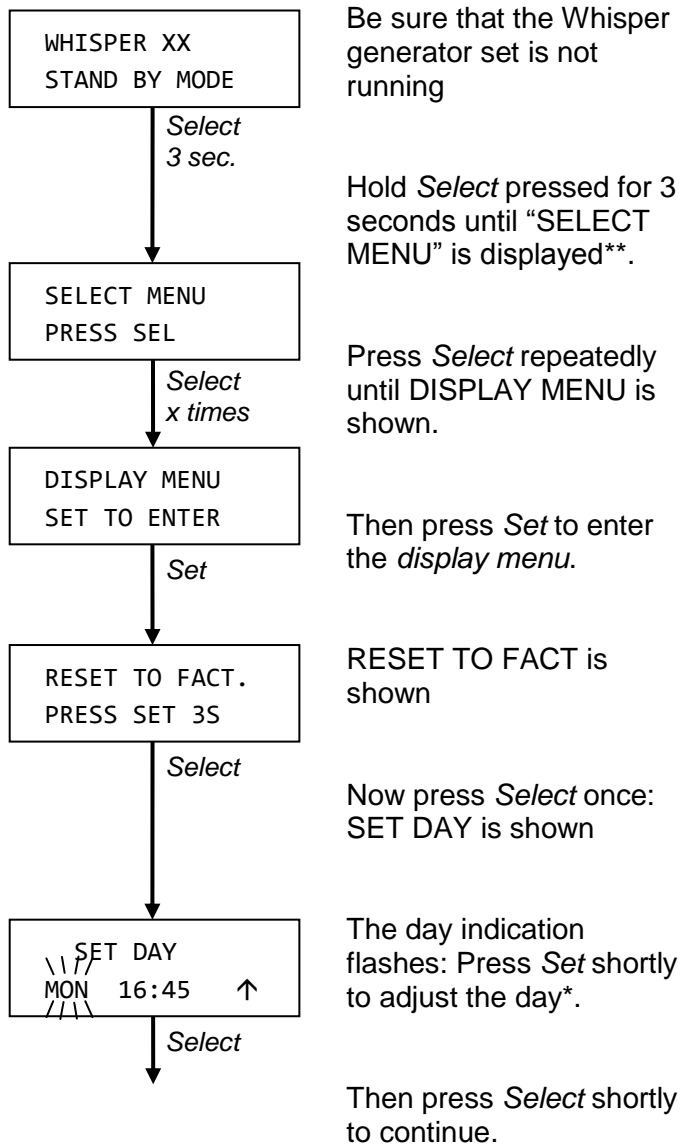 WHISPER XX
STAND BY MODE
Be sure that the Whisper
generator set is not
running
Select
3 sec.
Hold Select pressed for 3
seconds until “SELECT
MENU” is displayed**.
SELECT MENU
PRESS SEL
Select
x times
Press Select repeatedly
until DISPLAY MENU is
shown.
DISPLAY MENU
SET TO ENTER
Set
Then press Set to enter
the display menu.
RESET TO FACT.
PRESS SET 3S
RESET TO FACT is
shown
Select
Now press Select once:
SET DAY is shown
SET DAY
MON 16:45 ↑
The day indication
flashes: Press Set shortly
to adjust the day*.
Select
Then press Select shortly
to continue.